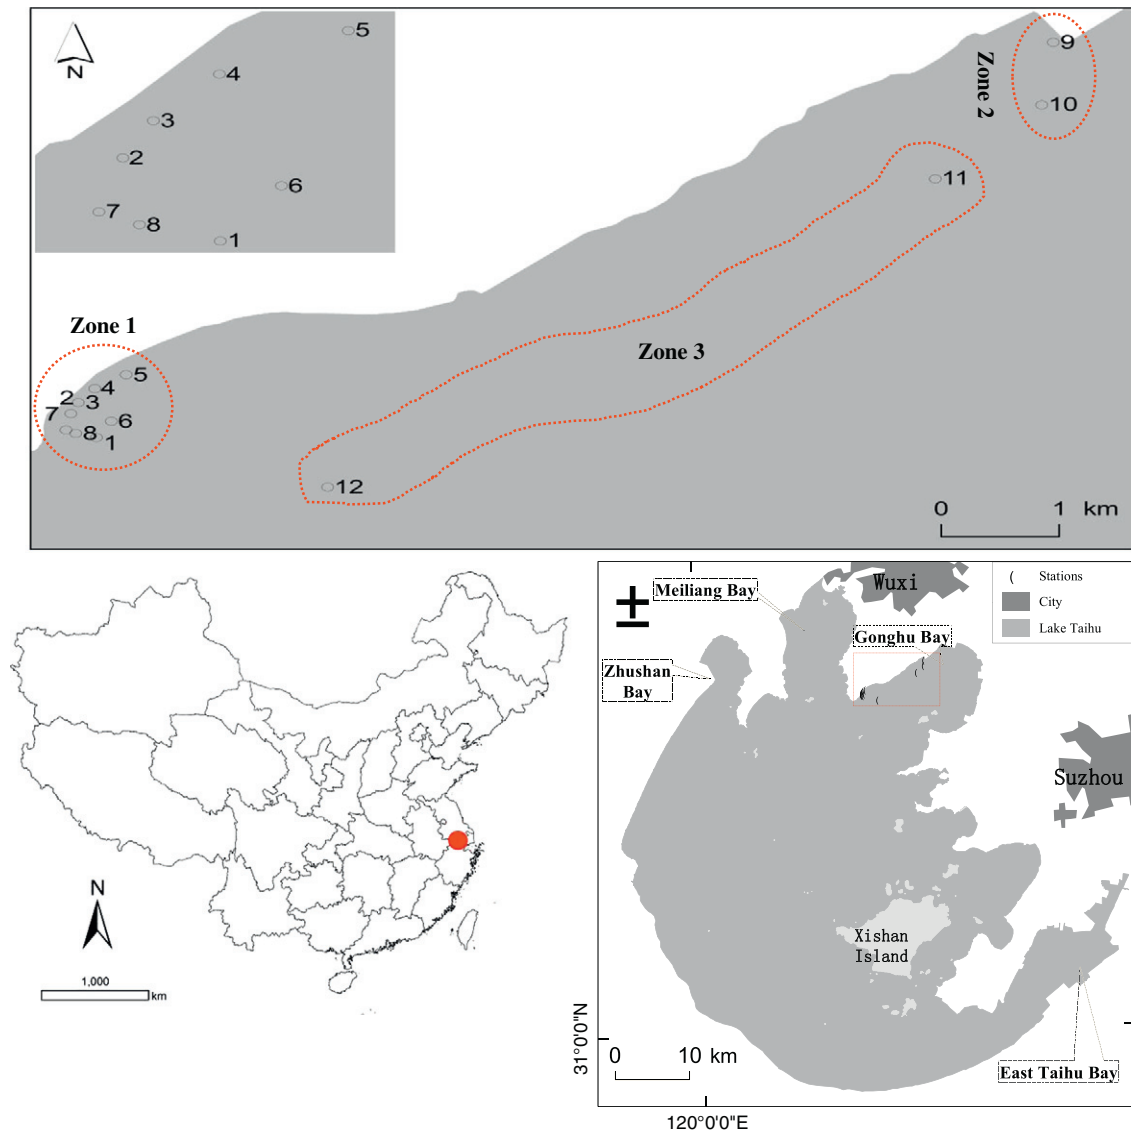 5
4
3
2
6
7
8
1
N
Zone 2
9
10
11
Zone 1
5
4
2
3
7
6
8
1
Zone 3
12
0 1 km
N
1,000
km
Meiliang Bay
Wuxi
Stations
City
Lake Taihu
Gonghu Bay
Zhushan
Bay
Suzhou
Xishan
Island
31°0'0"N
0 10 km
East Taihu Bay
120°0'0"E